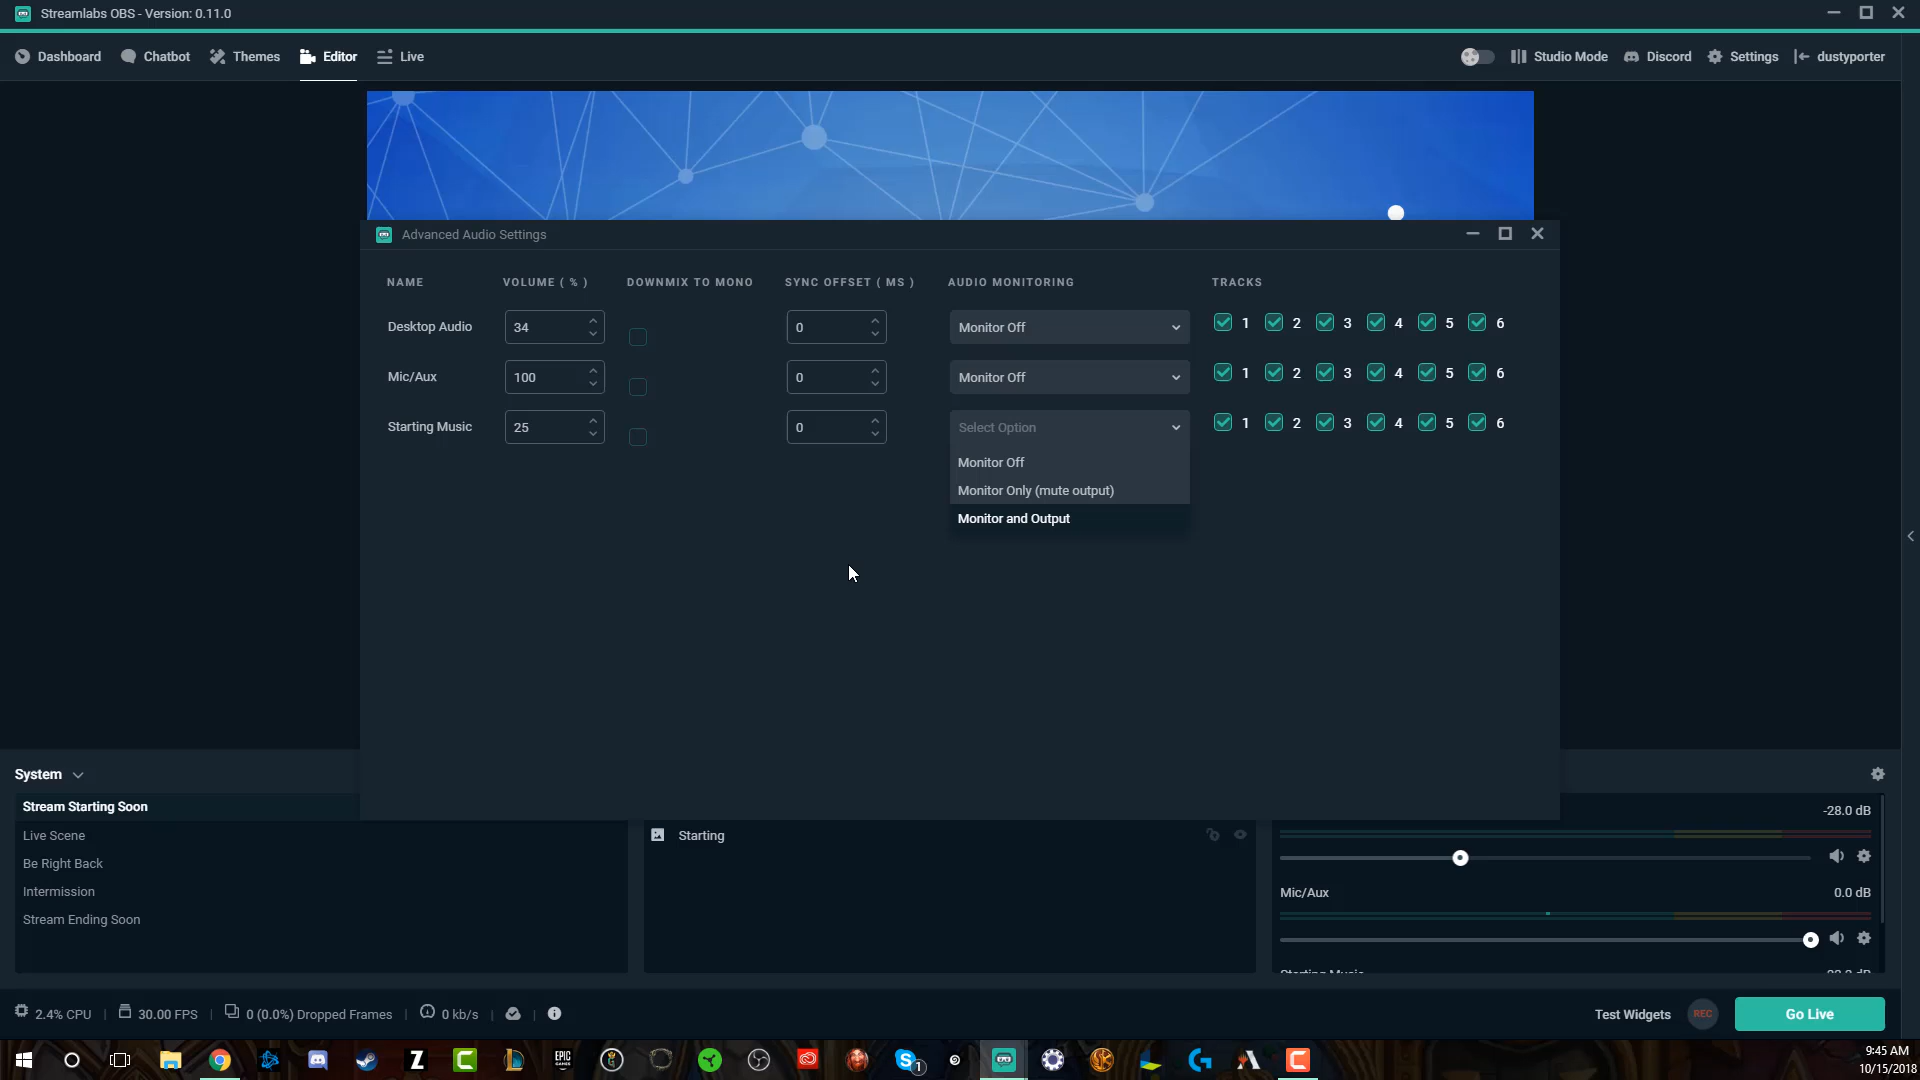 Streamlabs OBS - Version: 0.11.0
Dashboard Chatbot Themes Editor Live Studio Mode Discord Settings dustyporter
Advanced Audio Settings
NAME VOLUME ( % ) DOWNMIX TO MONO SYNC OFFSET ( MS ) AUDIO MONITORING TRACKS
Desktop Audio 34 0 Monitor Off 1 2 3 4 5 6
Mic/Aux 100 0 Monitor Off 1 2 3 4 5 6
Starting Music 25 0 Select Option 1 2 3 4 5 6
Monitor Off
Monitor Only (mute output)
Monitor and Output
System
Stream Starting Soon
Live Scene
Be Right Back
Intermission
Stream Ending Soon
Starting
-28.0 dB
Mic/Aux 0.0 dB
Starting Music
2.4% CPU 30.00 FPS 0 (0.0%) Dropped Frames 0 kb/s Test Widgets REC Go Live
EPIC GAMES
1
9:45 AM
10/15/2018